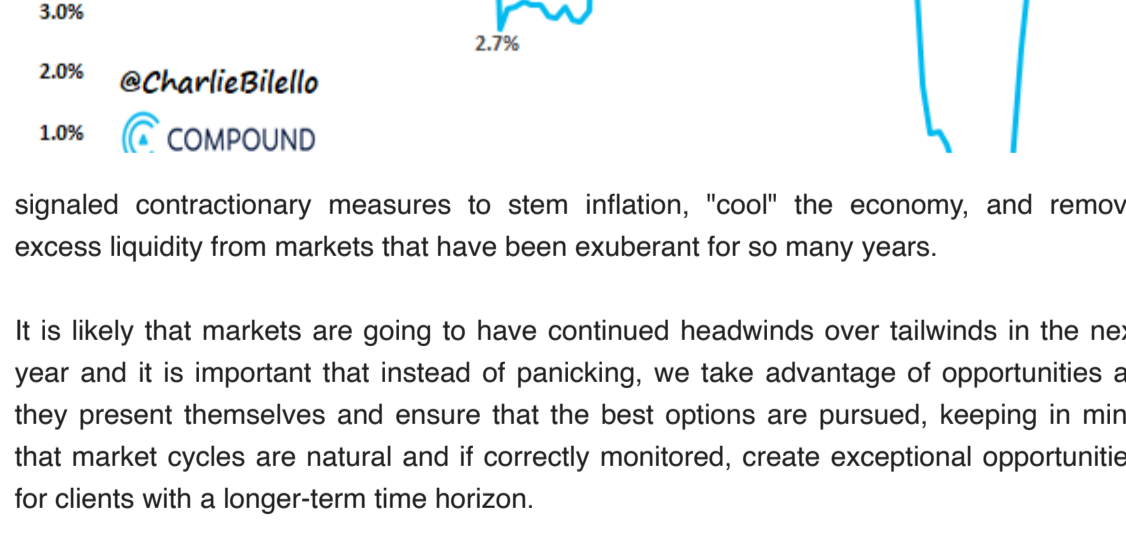 3.0%
2.7%
2.0%
@CharlieBilello
1.0%
COMPOUND
signaled contractionary measures to stem inflation, "cool" the economy, and remov
excess liquidity from markets that have been exuberant for so many years.
It is likely that markets are going to have continued headwinds over tailwinds in the nex
year and it is important that instead of panicking, we take advantage of opportunities a
they present themselves and ensure that the best options are pursued, keeping in min
that market cycles are natural and if correctly monitored, create exceptional opportunitie
for clients with a longer-term time horizon.